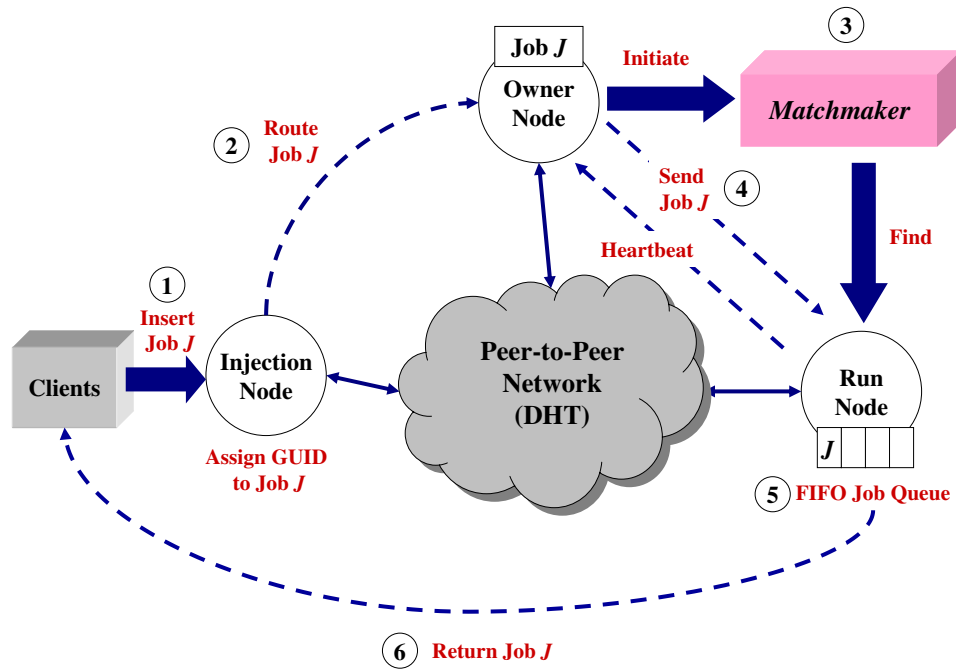 Job J
Owner
Node
Initiate
3
Matchmaker
2
Route
Job J
Send
Job J
4
Heartbeat
Find
1
Insert
Job J
Clients
Injection
Node
Assign GUID
to Job J
Peer-to-Peer
Network
(DHT)
Run
Node
J
5
FIFO Job Queue
6
Return Job J